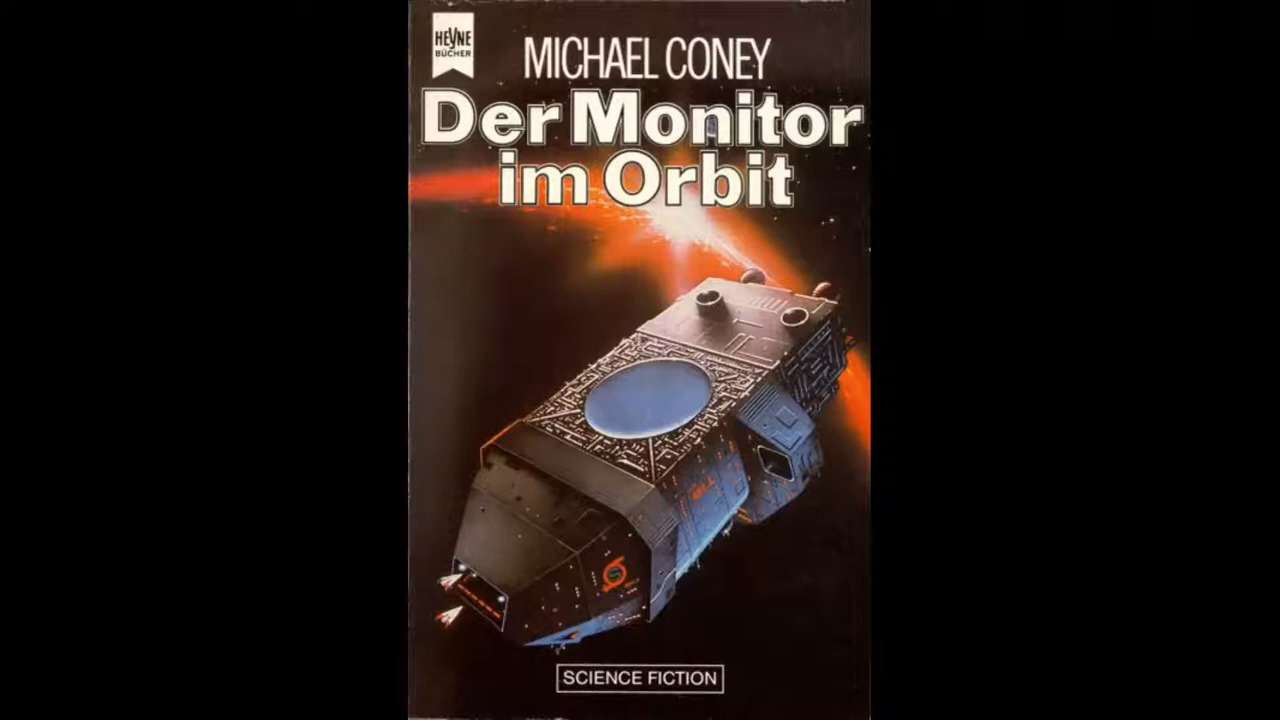 HEYNE
BÜCHER
MICHAEL CONEY
Der Monitor
im Orbit
SCIENCE FICTION